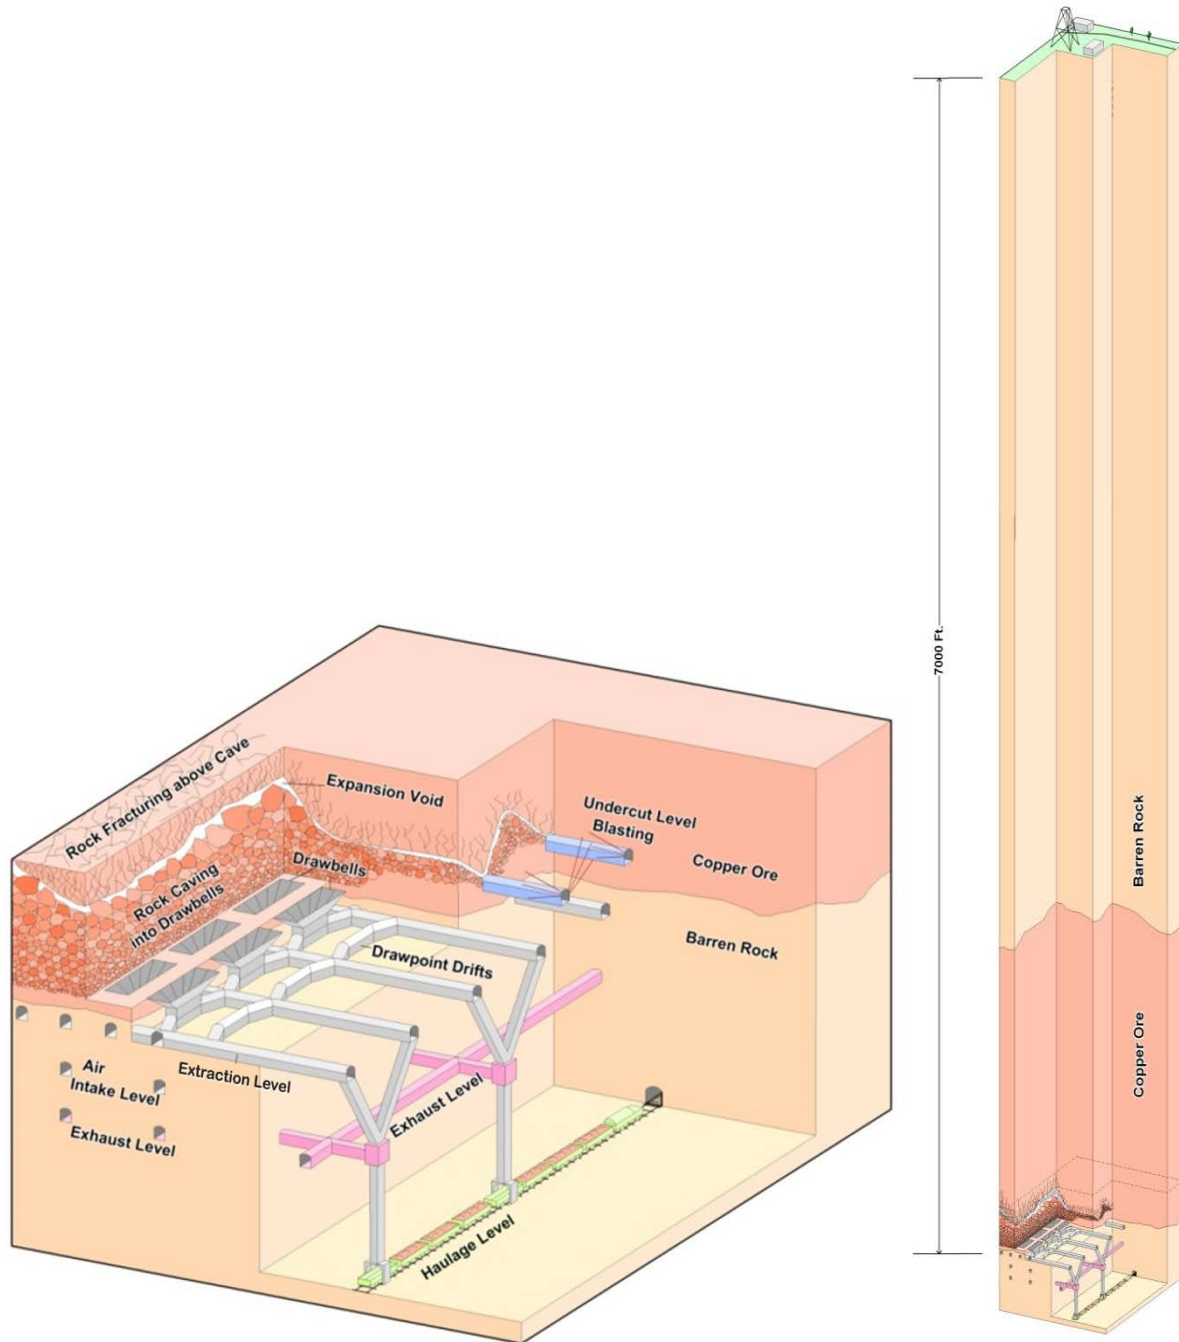 Rock Fracturing above Cave
Expansion Void
Undercut Level
Blasting
Copper Ore
Drawbells
Rock Caving
into Drawbells
Barren Rock
Drawpoint Drifts
Extraction Level
Air
Intake Level
Exhaust Level
Exhaust Level
Haulage Level
7000 Ft.
Barren Rock
Copper Ore